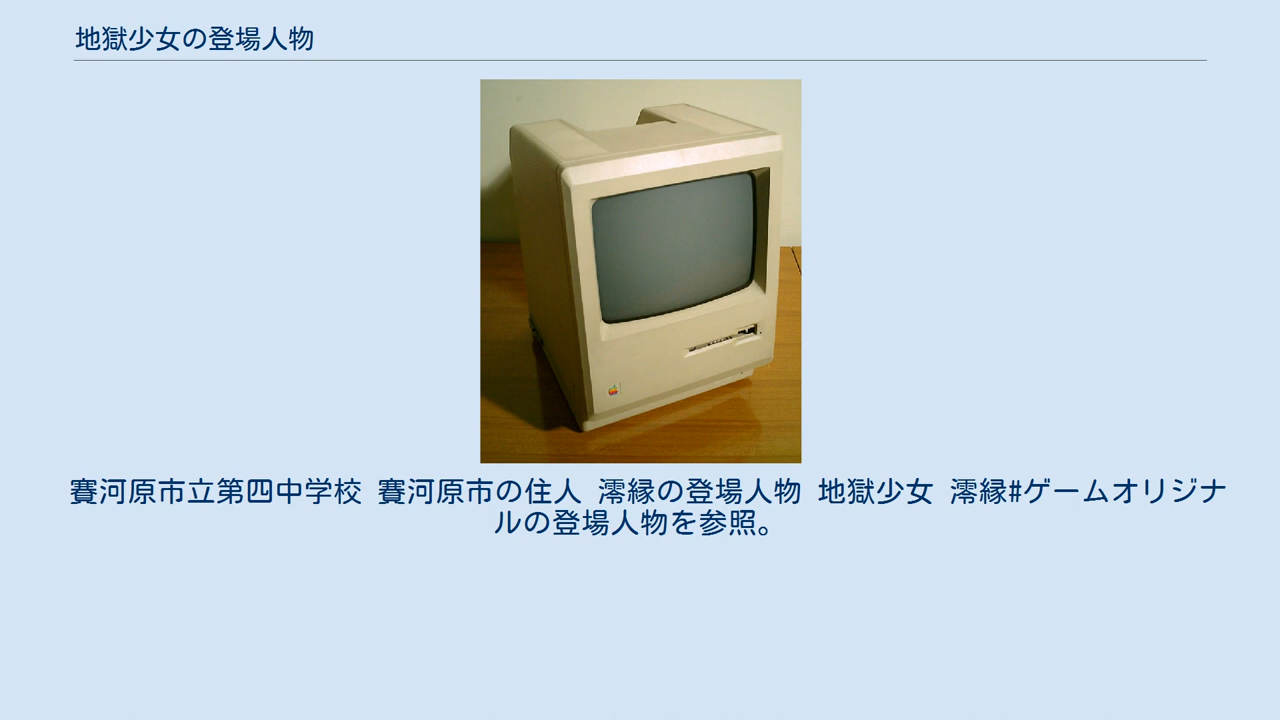 地獄少女の登場人物
賽河原市立第四中学校 賽河原市の住人 澪縁の登場人物 地獄少女 澪縁#ゲームオリジナ
ルの登場人物を参照。